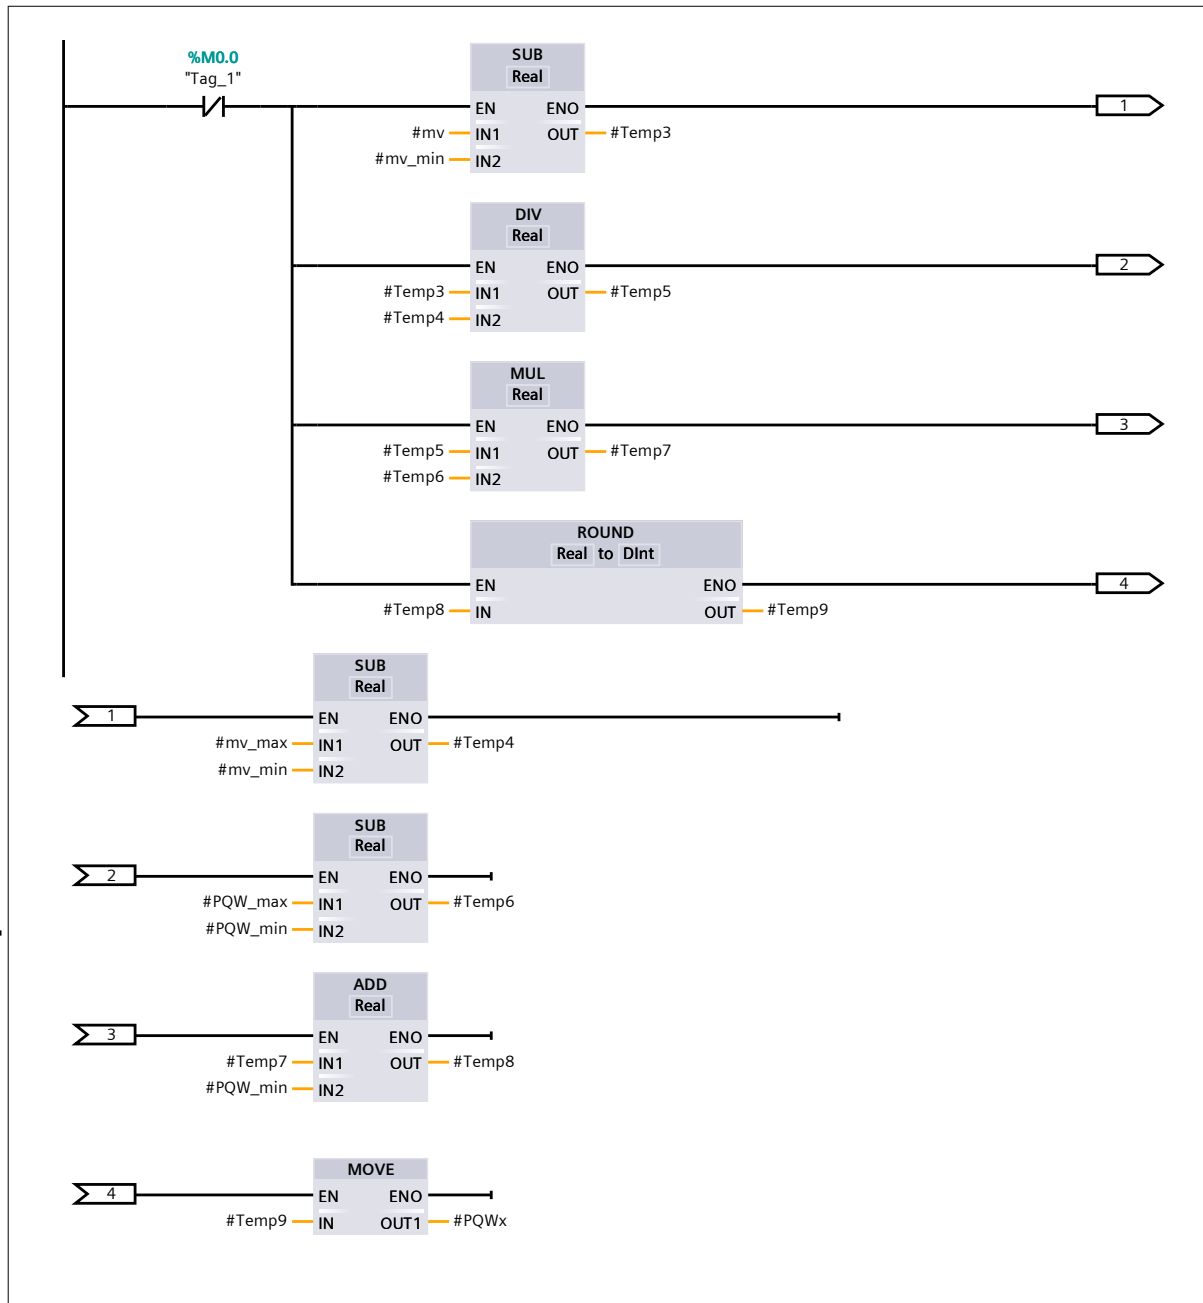 %M0.0
"Tag_1"
SUB
Real
EN ENO
#mv IN1 OUT #Temp3
#mv_min IN2
1
DIV
Real
EN ENO
#Temp3 IN1 OUT #Temp5
#Temp4 IN2
2
MUL
Real
EN ENO
#Temp5 IN1 OUT #Temp7
#Temp6 IN2
3
ROUND
Real to DInt
EN ENO
#Temp8 IN OUT #Temp9
4
1
SUB
Real
EN ENO
#mv_max IN1 OUT #Temp4
#mv_min IN2
2
SUB
Real
EN ENO
#PQW_max IN1 OUT #Temp6
#PQW_min IN2
3
ADD
Real
EN ENO
#Temp7 IN1 OUT #Temp8
#PQW_min IN2
4
MOVE
EN ENO
#Temp9 IN OUT1 #PQWx